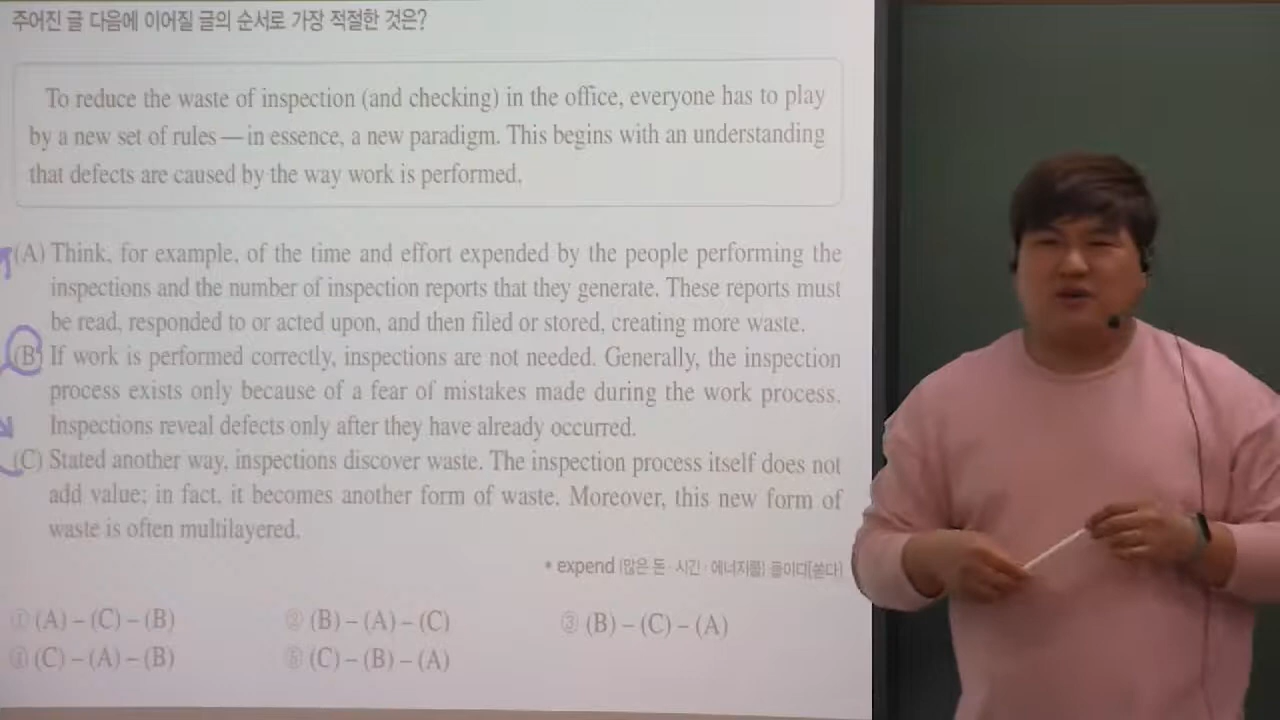 주어진 글 다음에 이어질 글의 순서로 가장 적절한 것은?
To reduce the waste of inspection (and checking) in the office, everyone has to play
by a new set of rules — in essence, a new paradigm. This begins with an understanding
that defects are caused by the way work is performed.
(A) Think, for example, of the time and effort expended by the people performing the
inspections and the number of inspection reports that they generate. These reports must
be read, responded to or acted upon, and then filed or stored, creating more waste.
(B) If work is performed correctly, inspections are not needed. Generally, the inspection
process exists only because of a fear of mistakes made during the work process.
Inspections reveal defects only after they have already occurred.
(C) Stated another way, inspections discover waste. The inspection process itself does not
add value; in fact, it becomes another form of waste. Moreover, this new form of
waste is often multilayered.
* expend (많은 돈·시간·에너지를) 들이다[쏟다]
① (A) – (C) – (B) ② (B) – (A) – (C) ③ (B) – (C) – (A)
④ (C) – (A) – (B) ⑤ (C) – (B) – (A)